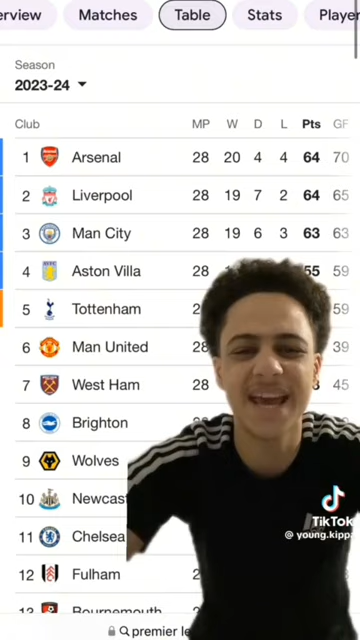 erview Matches Table Stats Player
Season
2023-24
Club MP W D L Pts GF
1 Arsenal 28 20 4 4 64 70
2 Liverpool 28 19 7 2 64 65
3 Man City 28 19 6 3 63 63
4 Aston Villa 28 55 59
5 Tottenham 2 59
6 Man United 28 39
7 West Ham 28 45
8 Brighton
9 Wolves
10 Newcas
11 Chelsea
12 Fulham 2
TikTok
@ young.kippa
premier le